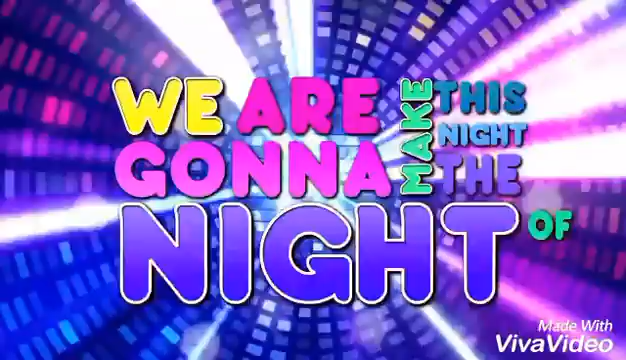 WE ARE
GONNA
MAKE
THIS
NIGHT
THE
NIGHT
OF
Made With
VivaVideo